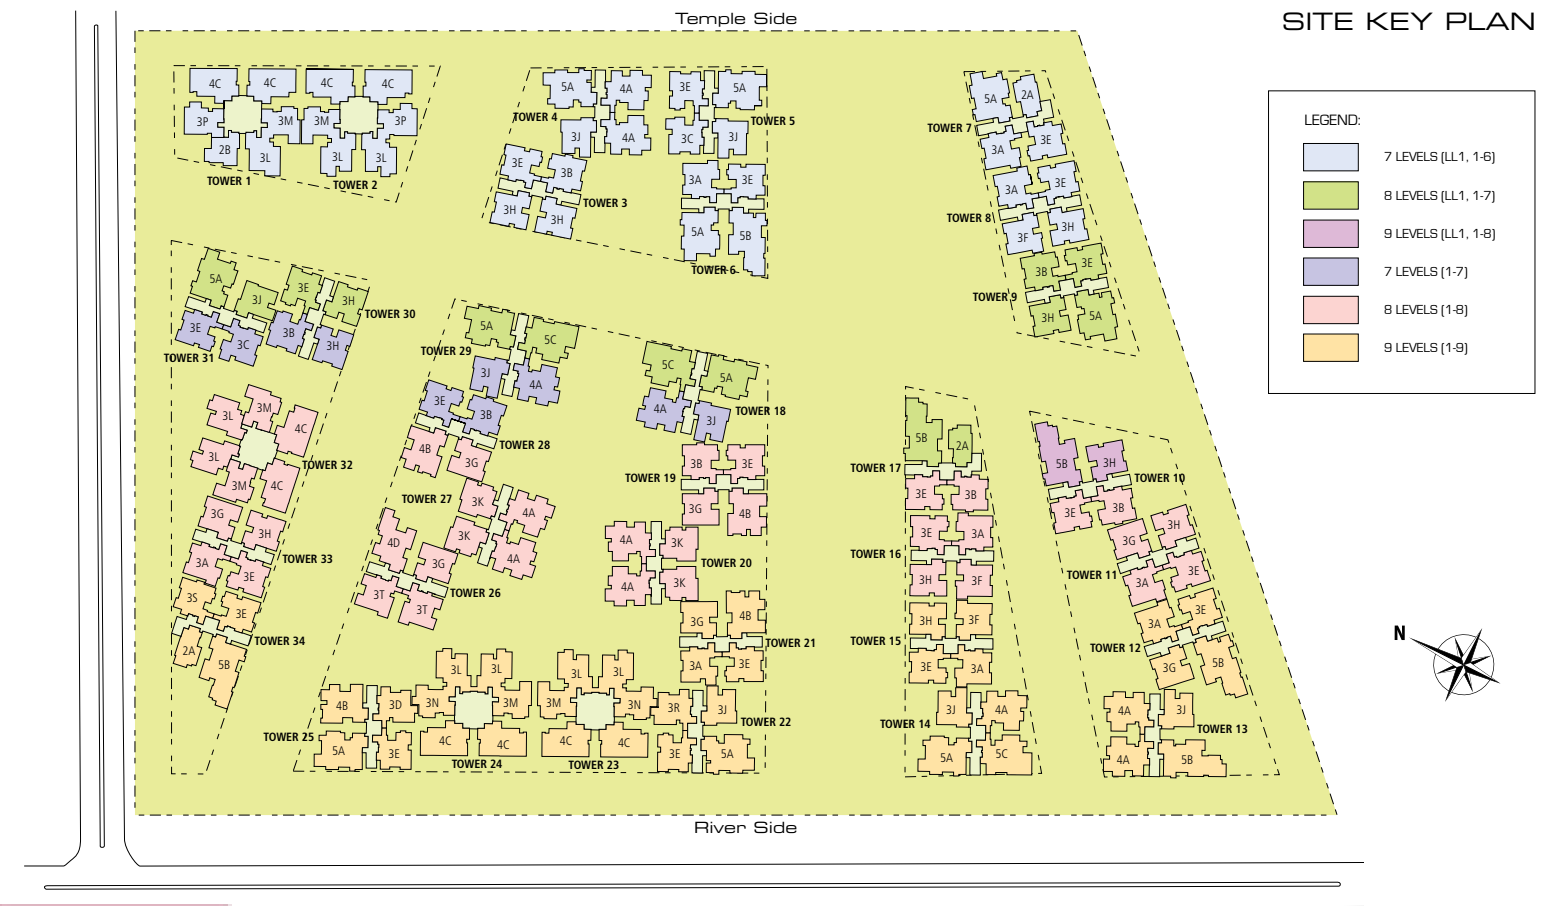 Temple Side
SITE KEY PLAN
4C 4C 4C 4C
3P 3M 3M 3P
2B 3L 3L 3L
TOWER 1
TOWER 2
5A 4A
TOWER 4
3J 4A
3E 5A
TOWER 5
3C 3J
3E 3B
TOWER 3
3H 3H
3A 3E
5A 5B
TOWER 6
5A 2A
TOWER 7
3A 3E
3A 3E
TOWER 8
3F 3H
3B 3E
TOWER 9
3H 5A
LEGEND:
7 LEVELS (LL1, 1-6)
8 LEVELS (LL1, 1-7)
9 LEVELS (LL1, 1-8)
7 LEVELS (1-7)
8 LEVELS (1-8)
9 LEVELS (1-9)
5A 3J 3E 3H
TOWER 30
3E 3C 3B 3H
TOWER 31
5A 5C
TOWER 29
3J 4A
3E 3B
TOWER 28
4B 3G
5C 5A
4A 3J
TOWER 18
3L 3M 4C
3L 3M 4C
TOWER 32
3G 3H
TOWER 33
3A 3E
3S 3E
TOWER 34
2A 5B
TOWER 27
3K 4A
3K 4A
4D 3G
TOWER 26
3T 3T
3B 3E
TOWER 19
3G 4B
4A 3K
TOWER 20
4A 3K
3G 4B
TOWER 21
3A 3E
5B 2A
TOWER 17
3E 3B
3E 3A
TOWER 16
3H 3F
3H 3F
TOWER 15
3E 3A
3J 4A
TOWER 14
5A 5C
5B 3H
TOWER 10
3E 3B
3G 3H
TOWER 11
3A 3E
3A 3E
TOWER 12
3G 5B
4A 3J
TOWER 13
4A 5B
N
3L 3L 3L 3L
4B 3D 3N 3M 3M 3N 3R 3J
TOWER 22
TOWER 25
5A 3E 4C 4C 4C 4C 3E 5A
TOWER 24
TOWER 23
River Side